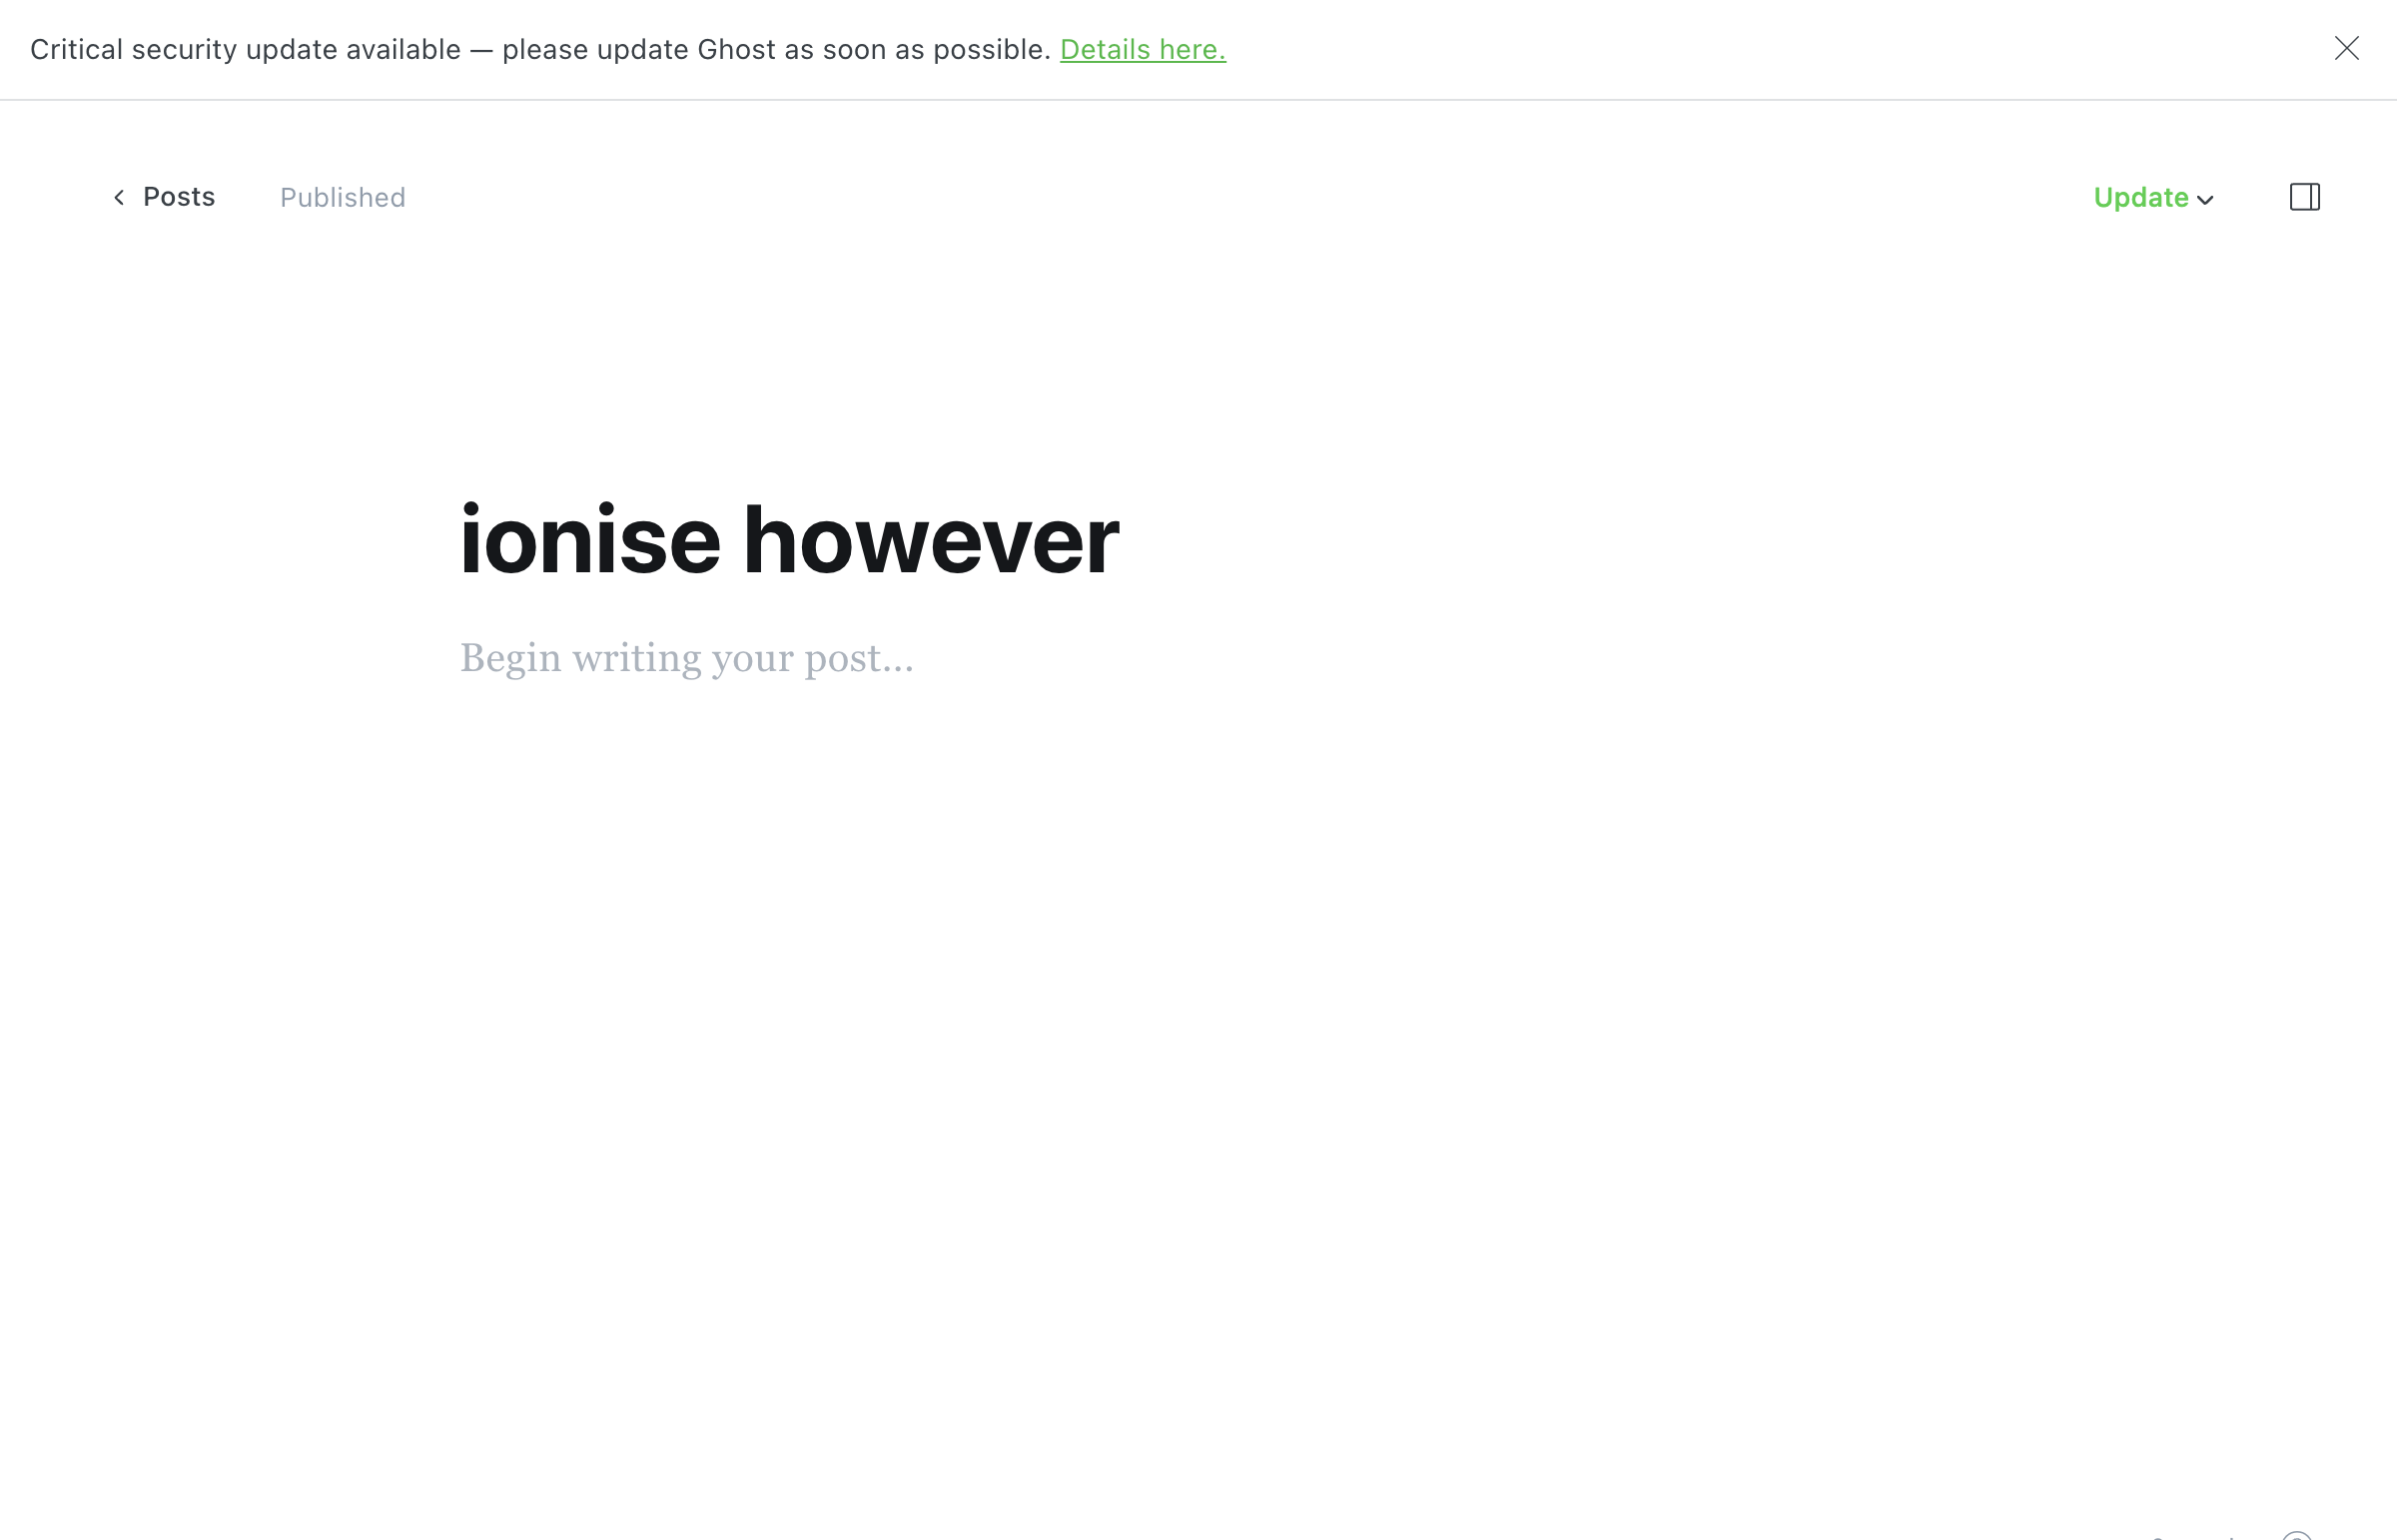 Critical security update available — please update Ghost as soon as possible. Details here.
Posts
Published
Update
ionise however
Begin writing your post...